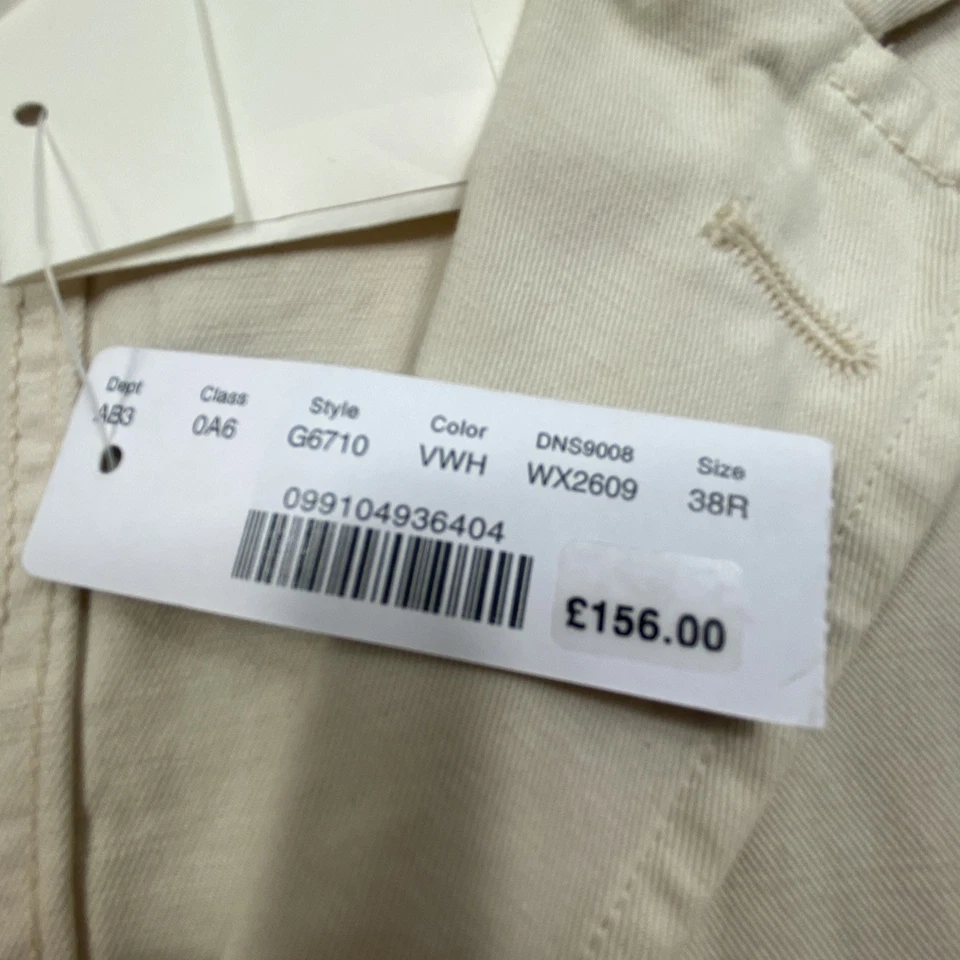 Dept Class Style Color DNS9008 Size
AB3 0A6 G6710 VWH WX2609 38R
099104936404
£156.00